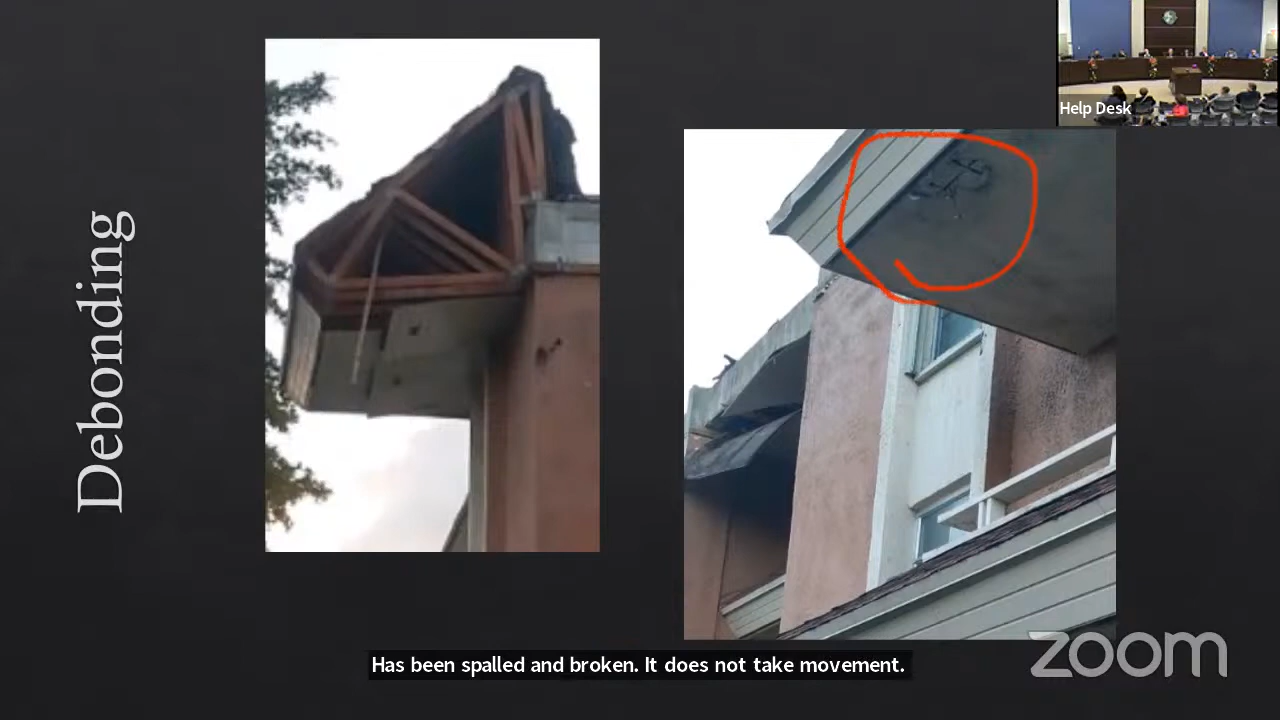 Help Desk
Debonding
Has been spalled and broken. It does not take movement.
zoom